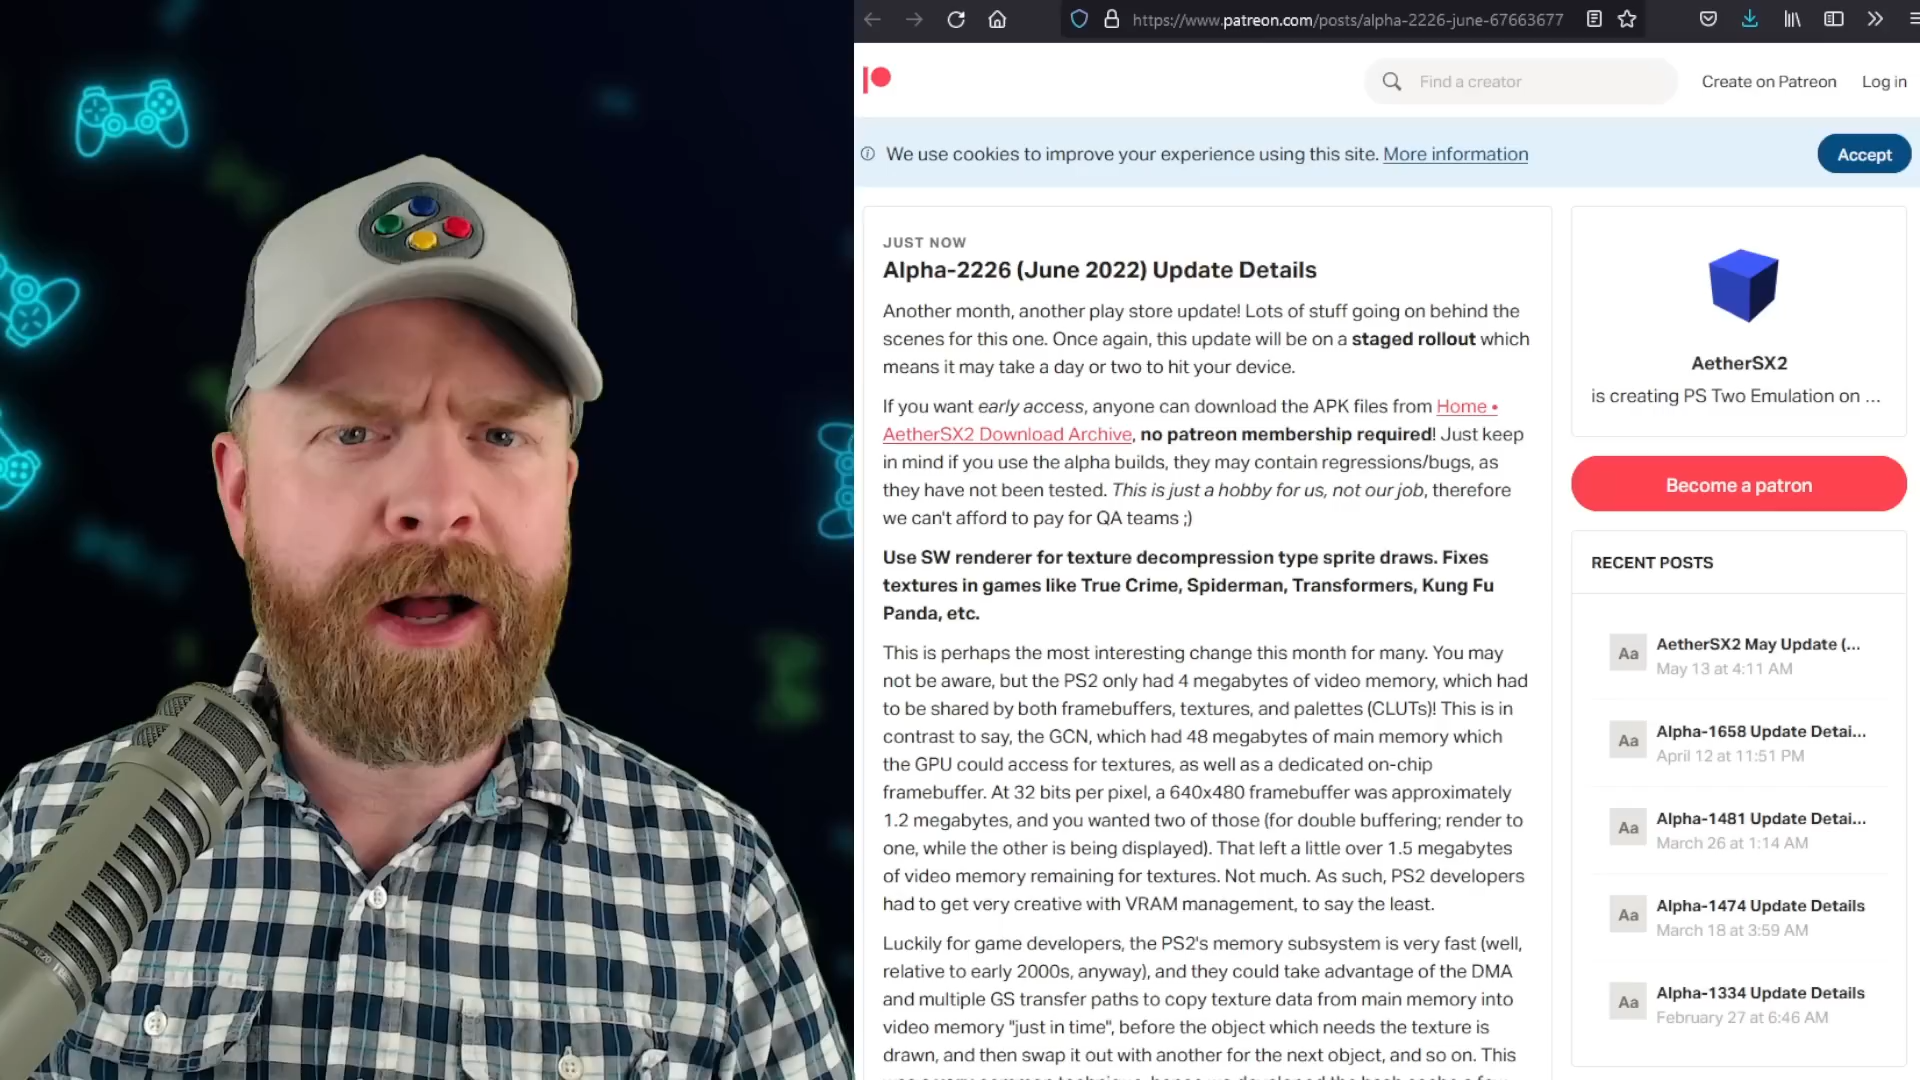 https://www.patreon.com/posts/alpha-2226-june-67663677
Find a creator
Create on Patreon
Log in
We use cookies to improve your experience using this site. More information
Accept
JUST NOW
Alpha-2226 (June 2022) Update Details
Another month, another play store update! Lots of stuff going on behind the
scenes for this one. Once again, this update will be on a staged rollout which
means it may take a day or two to hit your device.
If you want early access, anyone can download the APK files from Home •
AetherSX2 Download Archive, no patreon membership required! Just keep
in mind if you use the alpha builds, they may contain regressions/bugs, as
they have not been tested. This is just a hobby for us, not our job, therefore
we can't afford to pay for QA teams ;)
Use SW renderer for texture decompression type sprite draws. Fixes
textures in games like True Crime, Spiderman, Transformers, Kung Fu
Panda, etc.
This is perhaps the most interesting change this month for many. You may
not be aware, but the PS2 only had 4 megabytes of video memory, which had
to be shared by both framebuffers, textures, and palettes (CLUTs)! This is in
contrast to say, the GCN, which had 48 megabytes of main memory which
the GPU could access for textures, as well as a dedicated on-chip
framebuffer. At 32 bits per pixel, a 640x480 framebuffer was approximately
1.2 megabytes, and you wanted two of those (for double buffering; render to
one, while the other is being displayed). That left a little over 1.5 megabytes
of video memory remaining for textures. Not much. As such, PS2 developers
had to get very creative with VRAM management, to say the least.
Luckily for game developers, the PS2's memory subsystem is very fast (well,
relative to early 2000s, anyway), and they could take advantage of the DMA
and multiple GS transfer paths to copy texture data from main memory into
video memory "just in time", before the object which needs the texture is
drawn, and then swap it out with another for the next object, and so on. This
AetherSX2
is creating PS Two Emulation on ...
Become a patron
RECENT POSTS
Aa
AetherSX2 May Update (...
May 13 at 4:11 AM
Aa
Alpha-1658 Update Detai...
April 12 at 11:51 PM
Aa
Alpha-1481 Update Detai...
March 26 at 1:14 AM
Aa
Alpha-1474 Update Details
March 18 at 3:59 AM
Aa
Alpha-1334 Update Details
February 27 at 6:46 AM